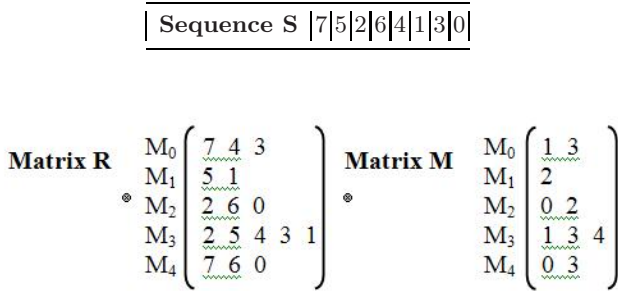 Sequence S |7|5|2|6|4|1|3|0|
Matrix R
M0 7 4 3
M1 5 1
M2 2 6 0
M3 2 5 4 3 1
M4 7 6 0
Matrix M
M0 1 3
M1 2
M2 0 2
M3 1 3 4
M4 0 3